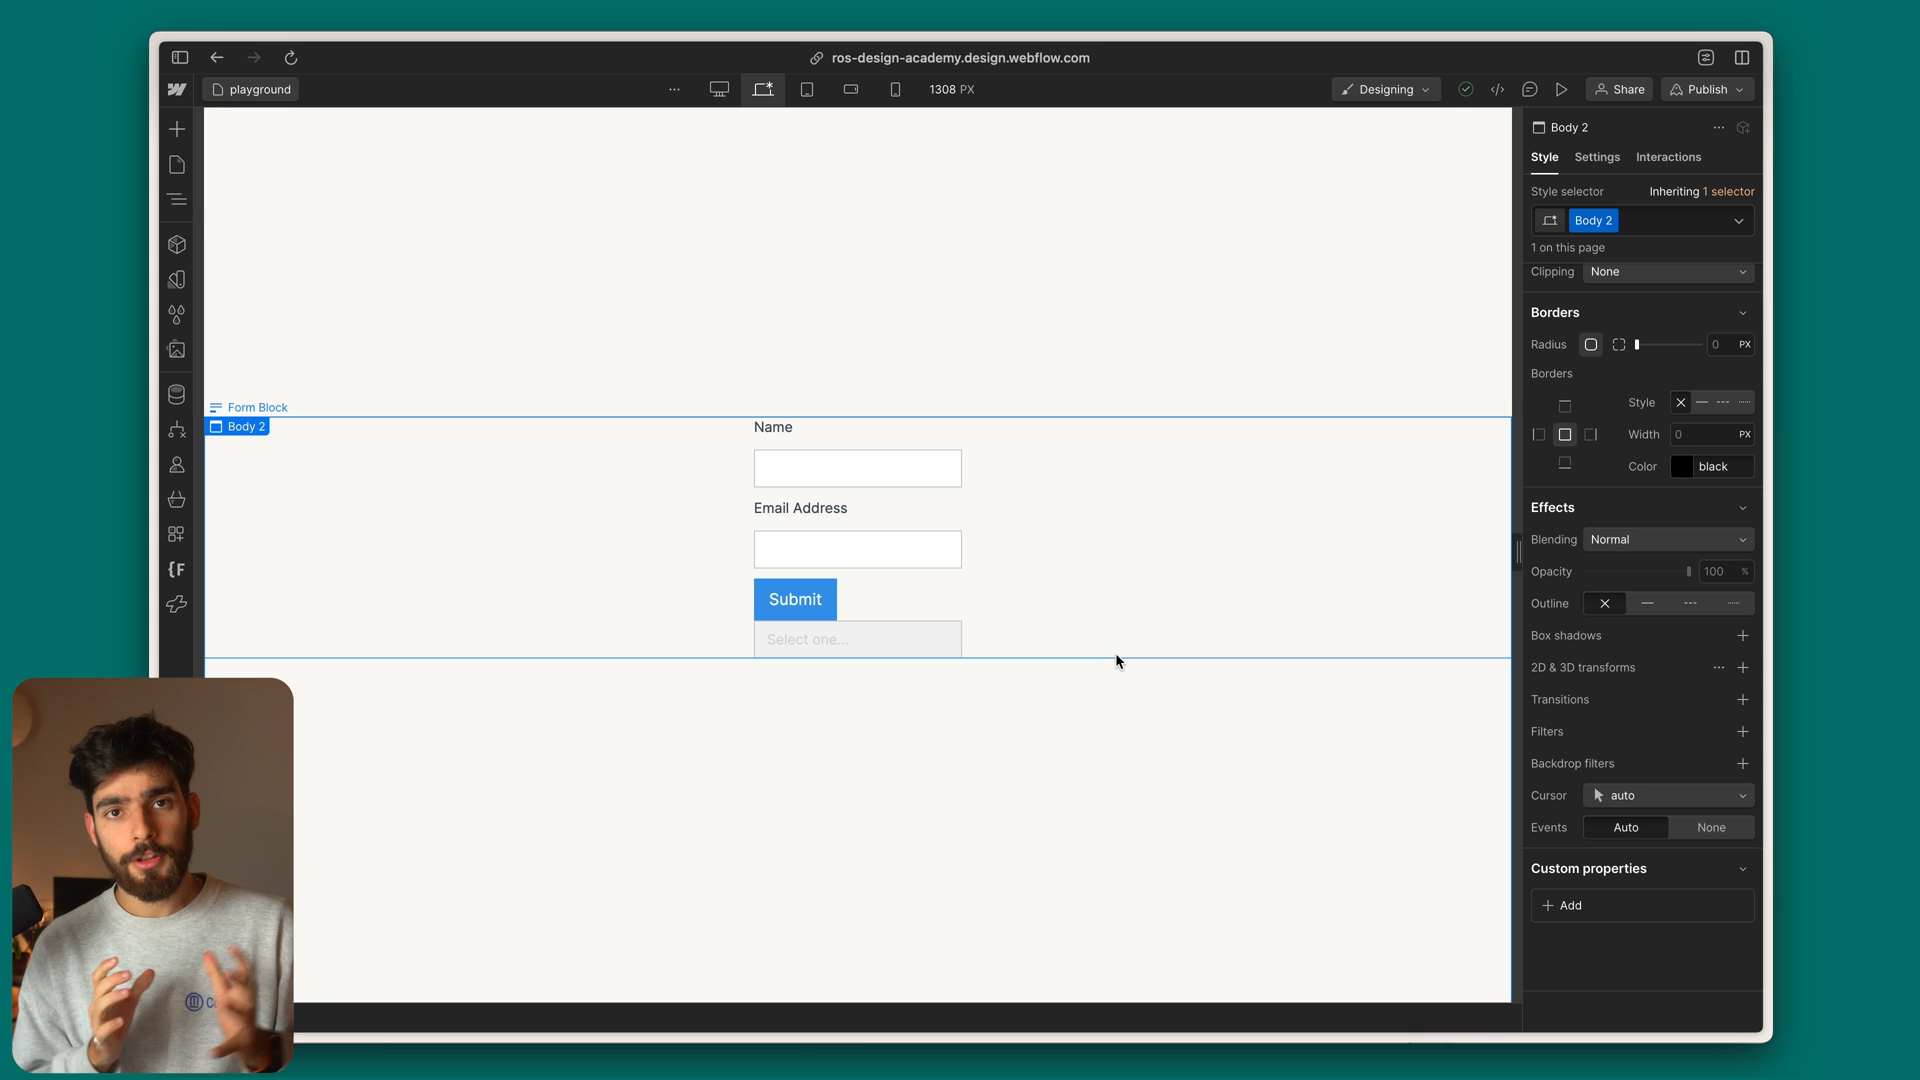 ros-design-academy.design.webflow.com
playground
1308 PX
Designing
Share
Publish
Body 2
Style Settings Interactions
Style selector
Inheriting 1 selector
Body 2
1 on this page
Clipping None
Borders
Radius 0 PX
Borders
Style
Width 0 PX
Color black
Effects
Blending Normal
Opacity 100 %
Outline
Box shadows
2D & 3D transforms
Transitions
Filters
Backdrop filters
Cursor auto
Events Auto None
Custom properties
Add
Form Block
Body 2
Name
Email Address
Submit
Select one...
{F